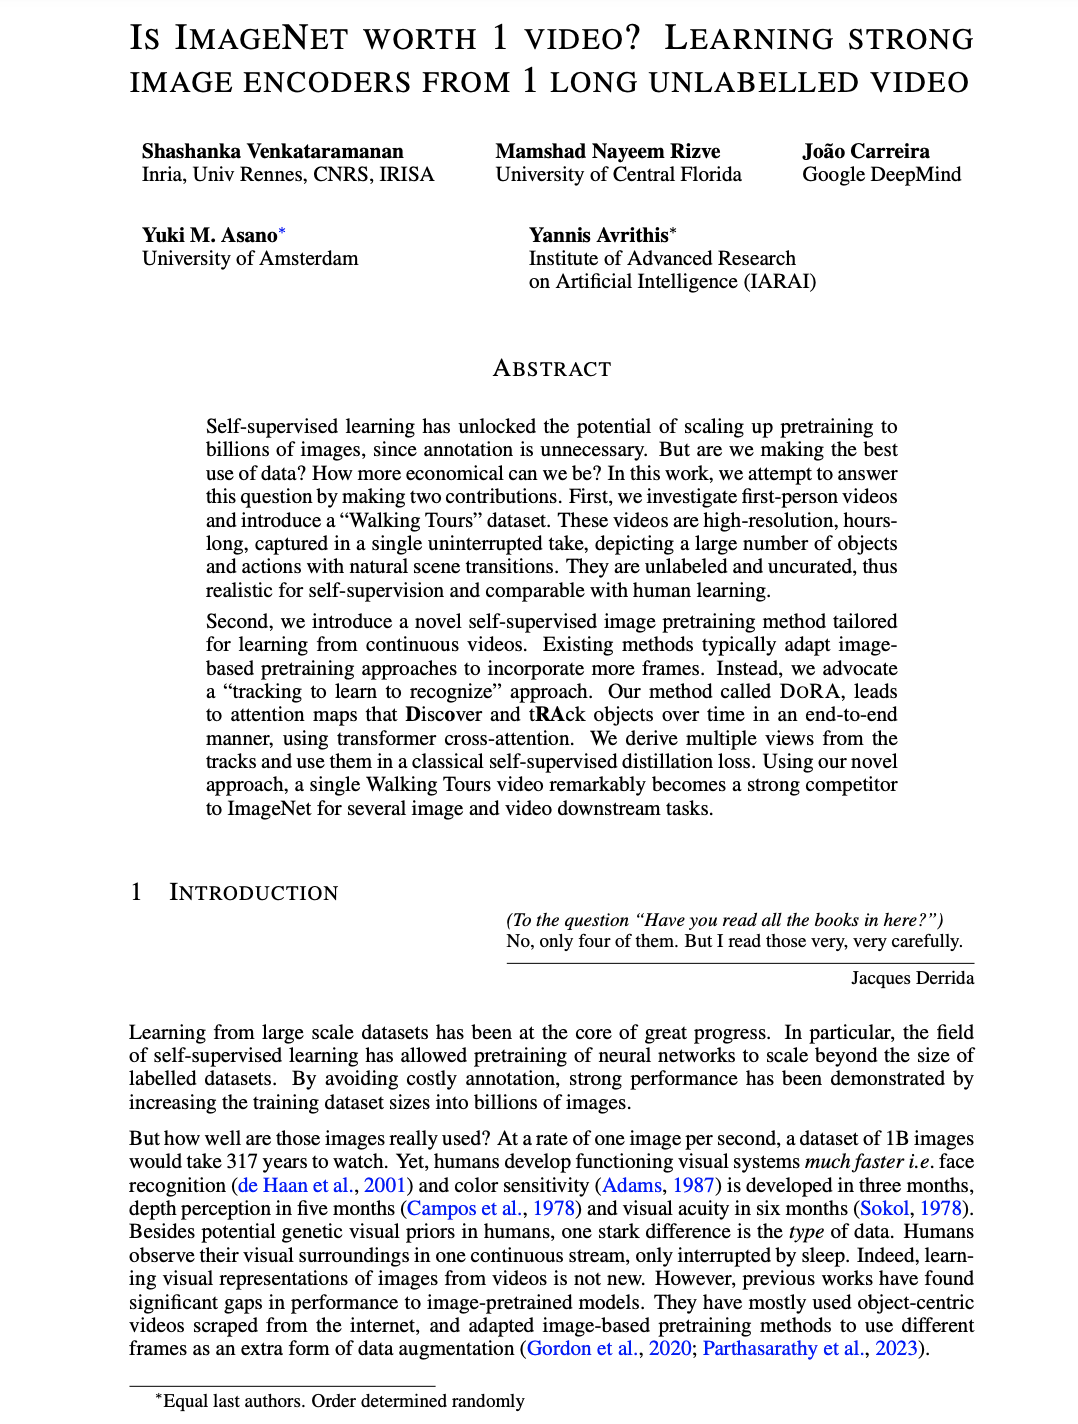 IS IMAGENET WORTH 1 VIDEO? LEARNING STRONG
IMAGE ENCODERS FROM 1 LONG UNLABELLED VIDEO
Shashanka Venkataramanan
Inria, Univ Rennes, CNRS, IRISA
Mamshad Nayeem Rizve
University of Central Florida
João Carreira
Google DeepMind
Yuki M. Asano*
University of Amsterdam
Yannis Avrithis*
Institute of Advanced Research
on Artificial Intelligence (IARAI)
ABSTRACT
Self-supervised learning has unlocked the potential of scaling up pretraining to
billions of images, since annotation is unnecessary. But are we making the best
use of data? How more economical can we be? In this work, we attempt to answer
this question by making two contributions. First, we investigate first-person videos
and introduce a “Walking Tours” dataset. These videos are high-resolution, hours-
long, captured in a single uninterrupted take, depicting a large number of objects
and actions with natural scene transitions. They are unlabeled and uncurated, thus
realistic for self-supervision and comparable with human learning.
Second, we introduce a novel self-supervised image pretraining method tailored
for learning from continuous videos. Existing methods typically adapt image-
based pretraining approaches to incorporate more frames. Instead, we advocate
a “tracking to learn to recognize” approach. Our method called DORA, leads
to attention maps that Discover and tRAck objects over time in an end-to-end
manner, using transformer cross-attention. We derive multiple views from the
tracks and use them in a classical self-supervised distillation loss. Using our novel
approach, a single Walking Tours video remarkably becomes a strong competitor
to ImageNet for several image and video downstream tasks.
1 INTRODUCTION
(To the question “Have you read all the books in here?”)
No, only four of them. But I read those very, very carefully.
Jacques Derrida
Learning from large scale datasets has been at the core of great progress. In particular, the field
of self-supervised learning has allowed pretraining of neural networks to scale beyond the size of
labelled datasets. By avoiding costly annotation, strong performance has been demonstrated by
increasing the training dataset sizes into billions of images.
But how well are those images really used? At a rate of one image per second, a dataset of 1B images
would take 317 years to watch. Yet, humans develop functioning visual systems much faster i.e. face
recognition (de Haan et al., 2001) and color sensitivity (Adams, 1987) is developed in three months,
depth perception in five months (Campos et al., 1978) and visual acuity in six months (Sokol, 1978).
Besides potential genetic visual priors in humans, one stark difference is the type of data. Humans
observe their visual surroundings in one continuous stream, only interrupted by sleep. Indeed, learn-
ing visual representations of images from videos is not new. However, previous works have found
significant gaps in performance to image-pretrained models. They have mostly used object-centric
videos scraped from the internet, and adapted image-based pretraining methods to use different
frames as an extra form of data augmentation (Gordon et al., 2020; Parthasarathy et al., 2023).
*Equal last authors. Order determined randomly